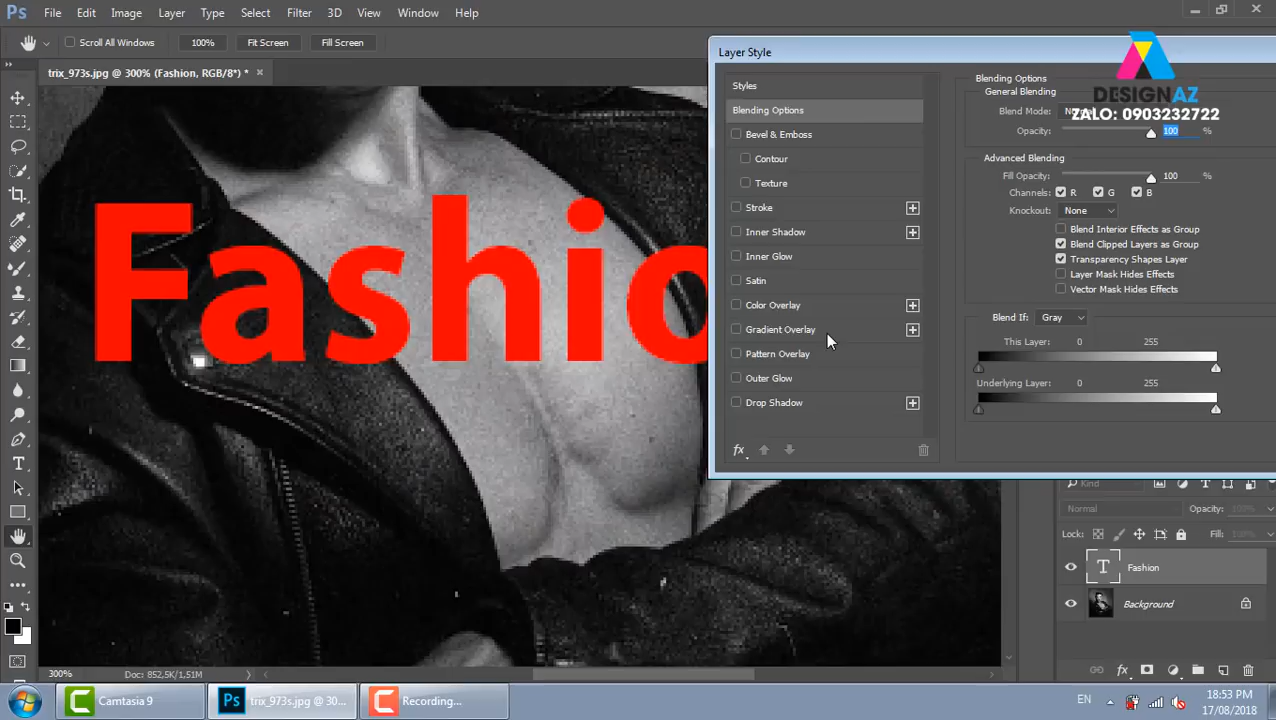 Ps File Edit Image Layer Type Select Filter 3D View Window Help
Scroll All Windows 100% Fit Screen Fill Screen
trix_973s.jpg @ 300% (Fashion, RGB/8*) * ×
Fashio
Layer Style
Styles
Blending Options
Bevel & Emboss
Contour
Texture
Stroke
Inner Shadow
Inner Glow
Satin
Color Overlay
Gradient Overlay
Pattern Overlay
Outer Glow
Drop Shadow
fx
Blending Options
General Blending
Blend Mode:
Opacity: 100 %
Advanced Blending
Fill Opacity: 100 %
Channels: R G B
Knockout: None
Blend Interior Effects as Group
Blend Clipped Layers as Group
Transparency Shapes Layer
Layer Mask Hides Effects
Vector Mask Hides Effects
Blend If: Gray
This Layer: 0 255
Underlying Layer: 0 255
DESIGNAZ
ZALO: 0903232722
Kind
Normal Opacity: 100%
Lock: Fill: 100%
T Fashion
Background
fx
300% Doc: 852,5K/1,51M
Camtasia 9
Ps trix_973s.jpg @ 30...
Recording...
EN
18:53 PM
17/08/2018